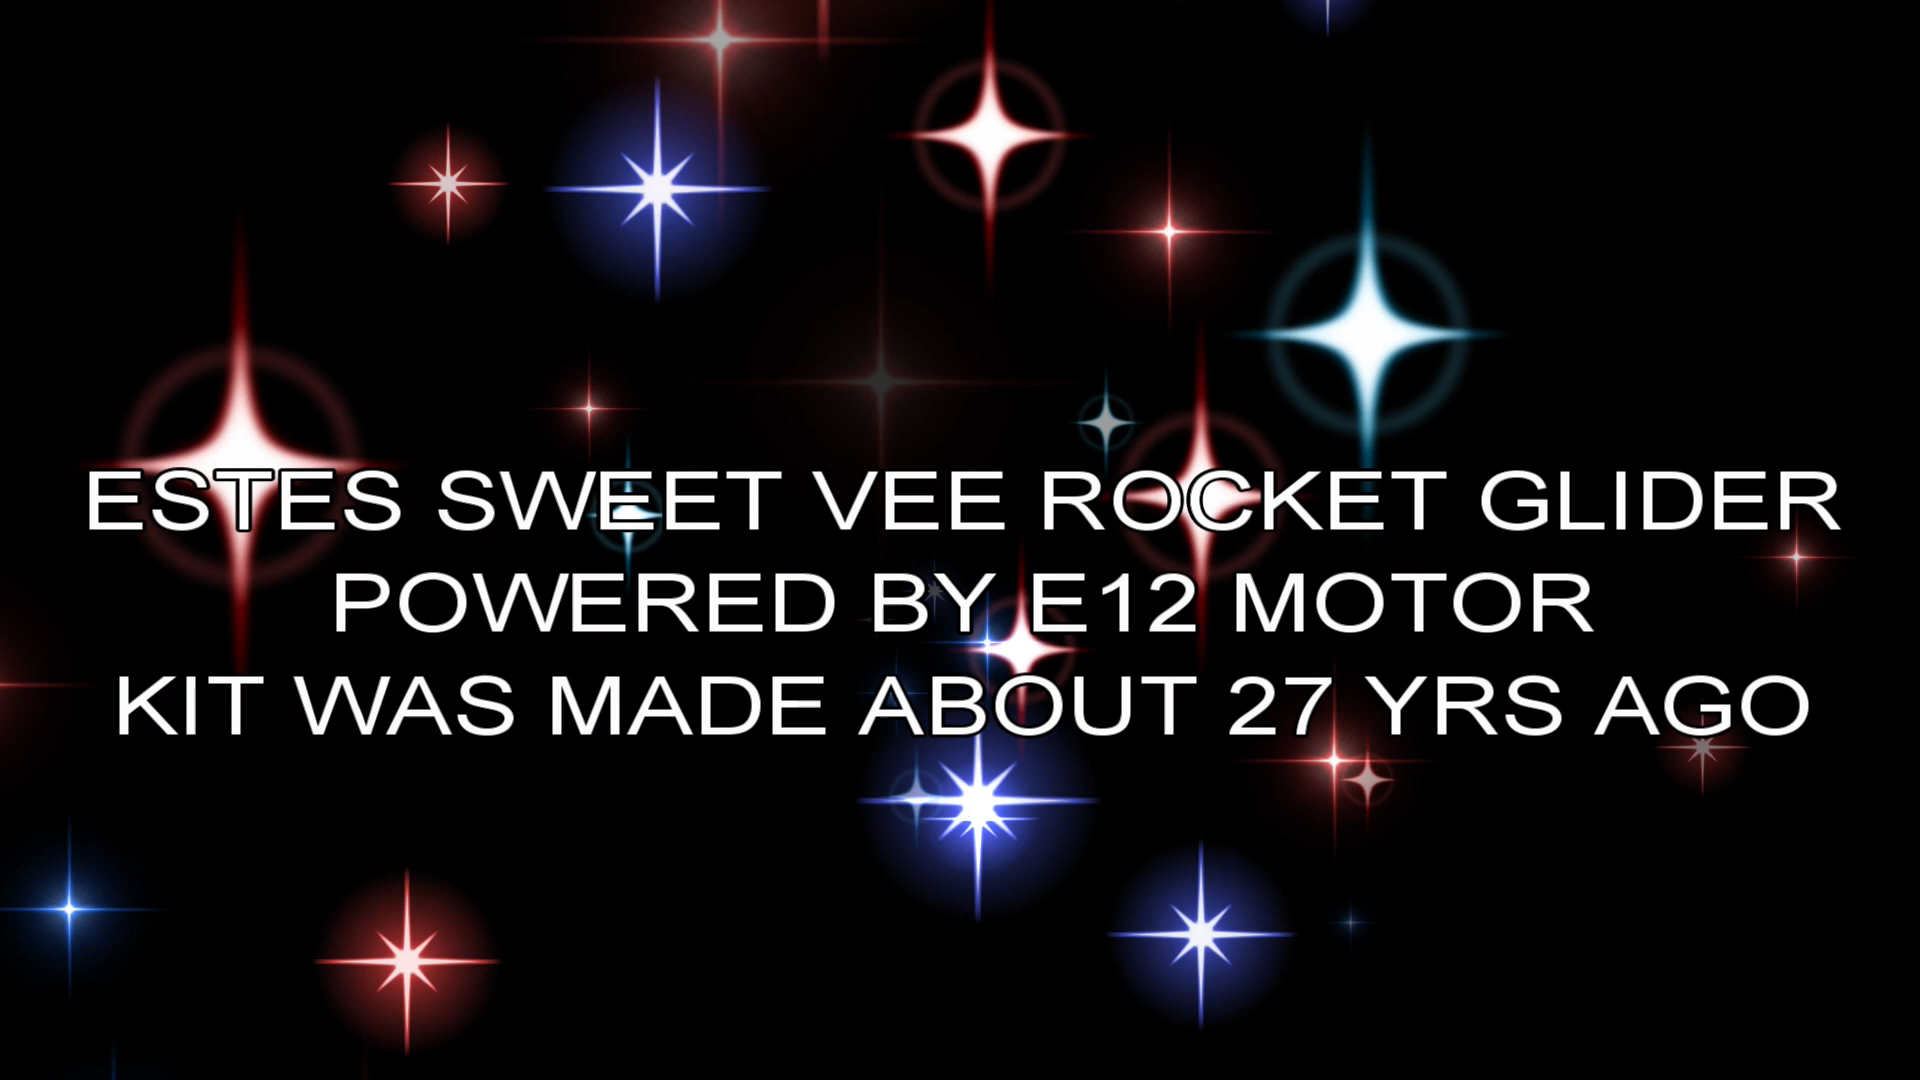 ESTES SWEET VEE ROCKET GLIDER
POWERED BY E12 MOTOR
KIT WAS MADE ABOUT 27 YRS AGO